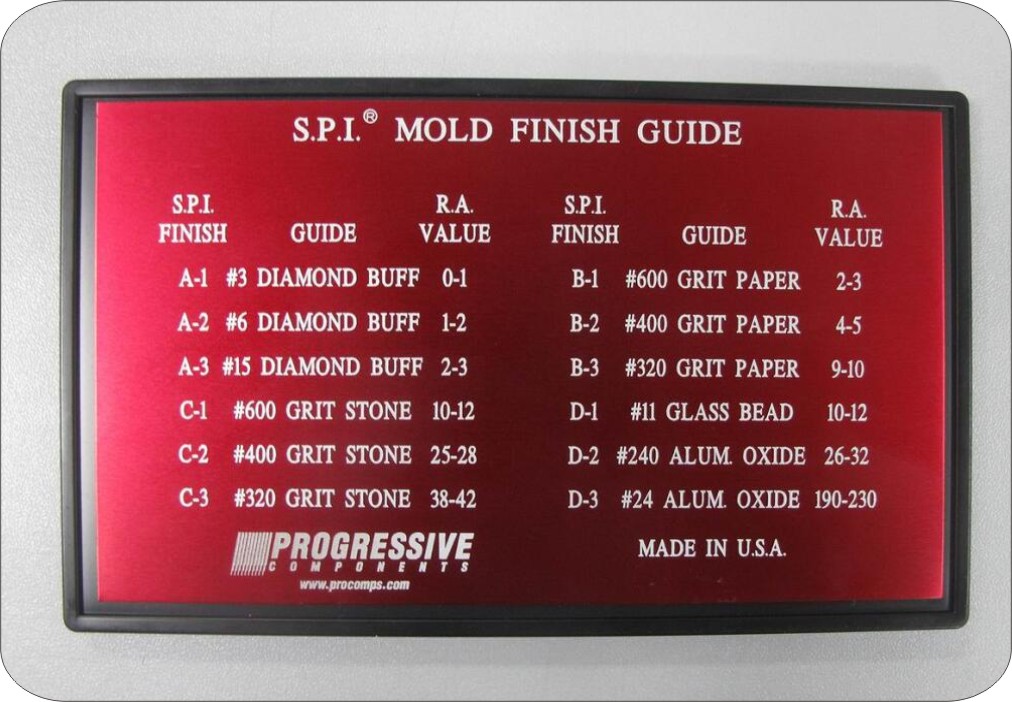 S.P.I.® MOLD FINISH GUIDE
S.P.I. FINISH GUIDE R.A. VALUE S.P.I. FINISH GUIDE R.A. VALUE
A-1 #3 DIAMOND BUFF 0-1 B-1 #600 GRIT PAPER 2-3
A-2 #6 DIAMOND BUFF 1-2 B-2 #400 GRIT PAPER 4-5
A-3 #15 DIAMOND BUFF 2-3 B-3 #320 GRIT PAPER 9-10
C-1 #600 GRIT STONE 10-12 D-1 #11 GLASS BEAD 10-12
C-2 #400 GRIT STONE 25-28 D-2 #240 ALUM. OXIDE 26-32
C-3 #320 GRIT STONE 38-42 D-3 #24 ALUM. OXIDE 190-230
PROGRESSIVE
COMPONENTS
www.procomps.com
MADE IN U.S.A.